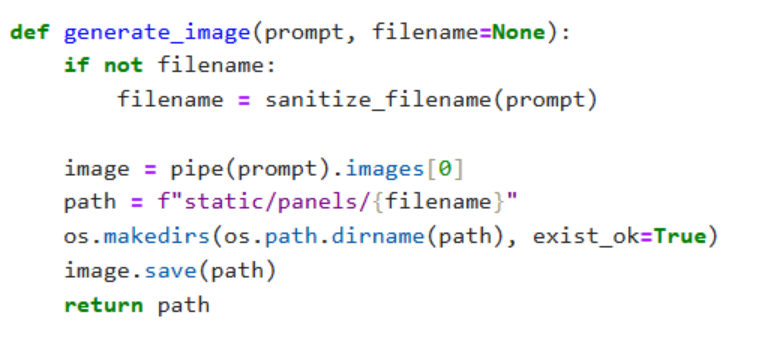 def generate_image(prompt, filename=None):
    if not filename:
        filename = sanitize_filename(prompt)

    image = pipe(prompt).images[0]
    path = f"static/panels/{filename}"
    os.makedirs(os.path.dirname(path), exist_ok=True)
    image.save(path)
    return path